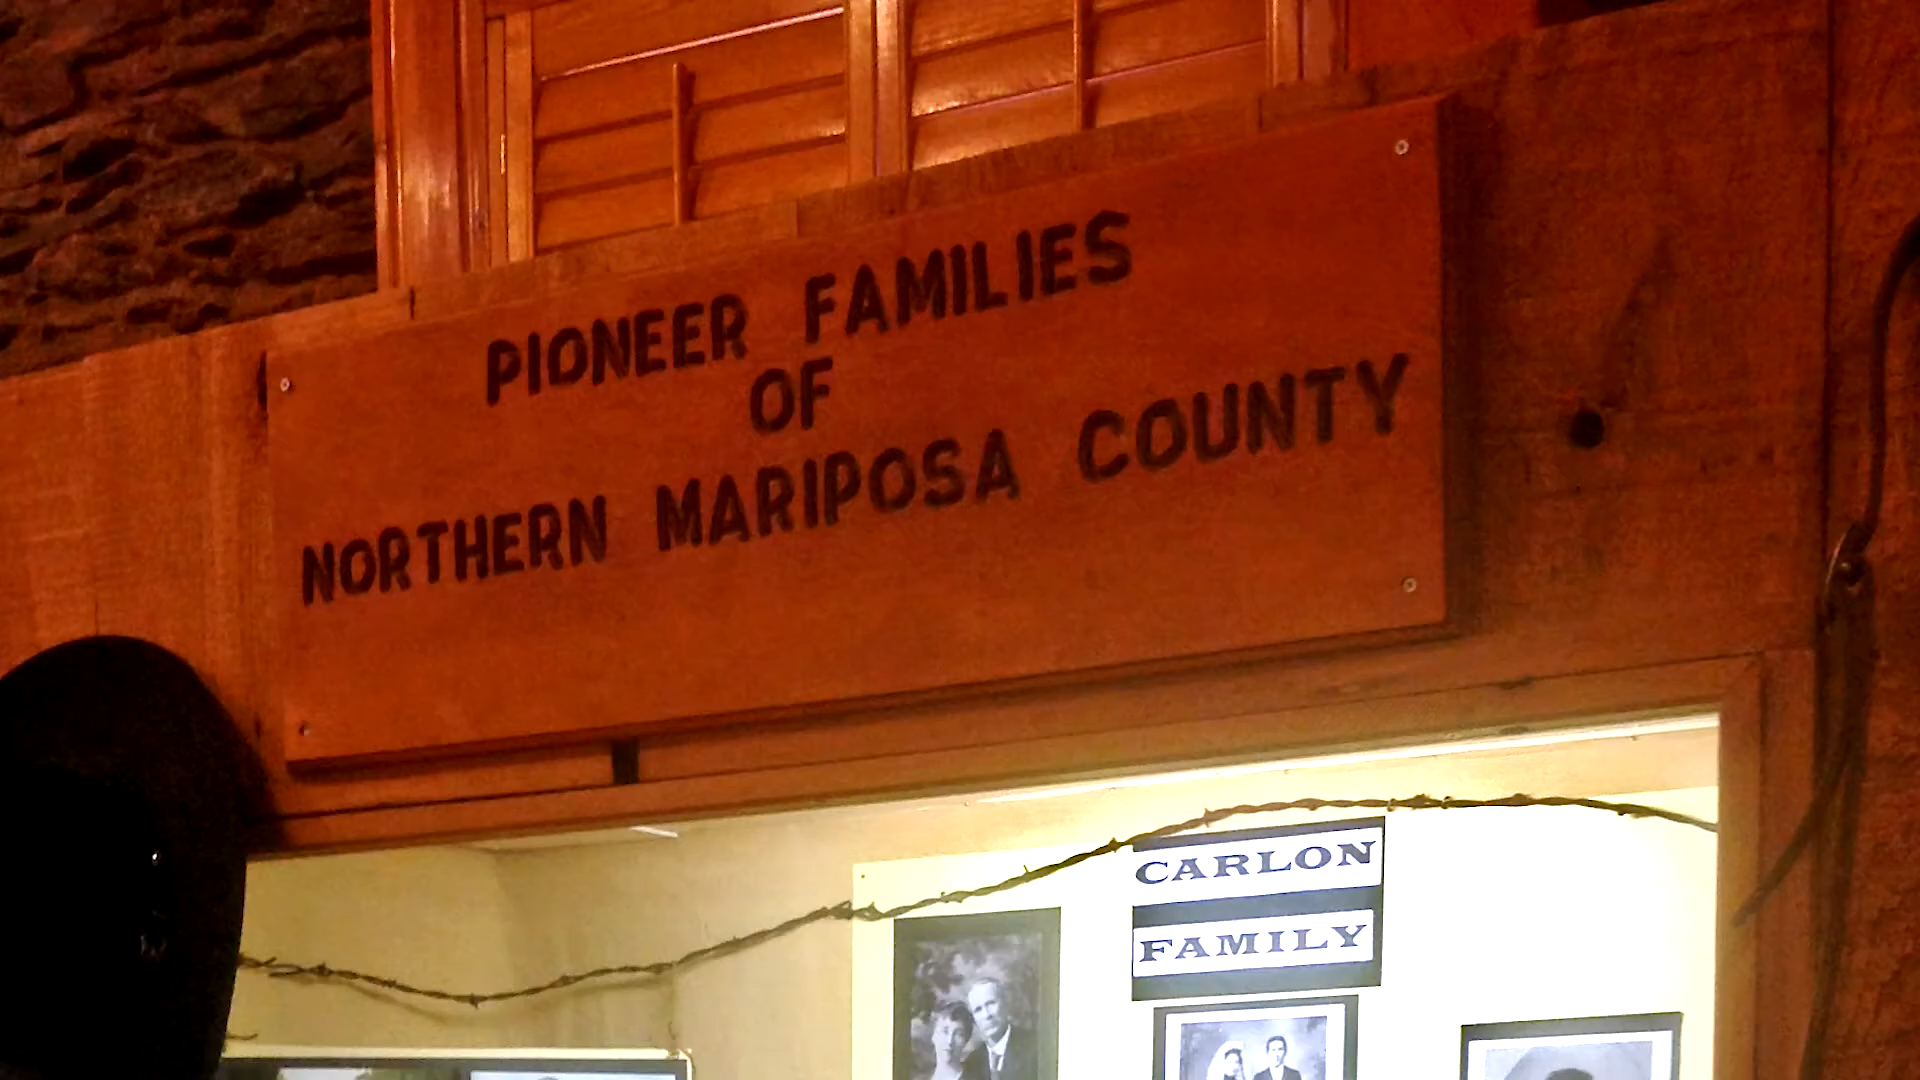 PIONEER FAMILIES
OF
NORTHERN MARIPOSA COUNTY
CARLON
FAMILY